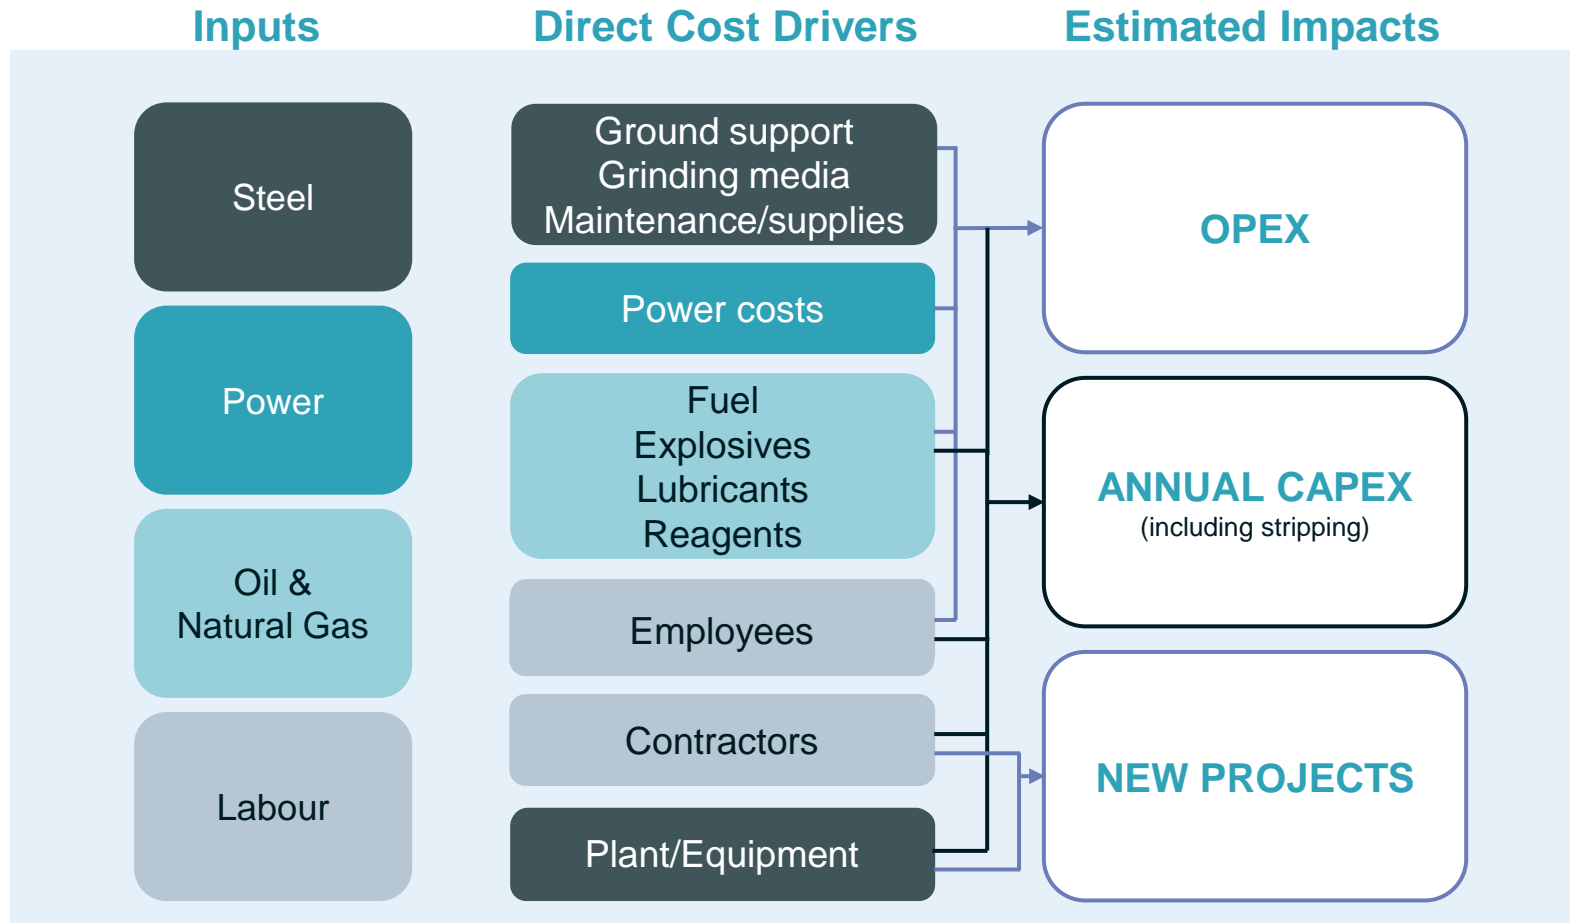 Inputs
Direct Cost Drivers
Estimated Impacts
Steel
Power
Oil &
Natural Gas
Labour
Ground support
Grinding media
Maintenance/supplies
Power costs
Fuel
Explosives
Lubricants
Reagents
Employees
Contractors
Plant/Equipment
OPEX
ANNUAL CAPEX
(including stripping)
NEW PROJECTS